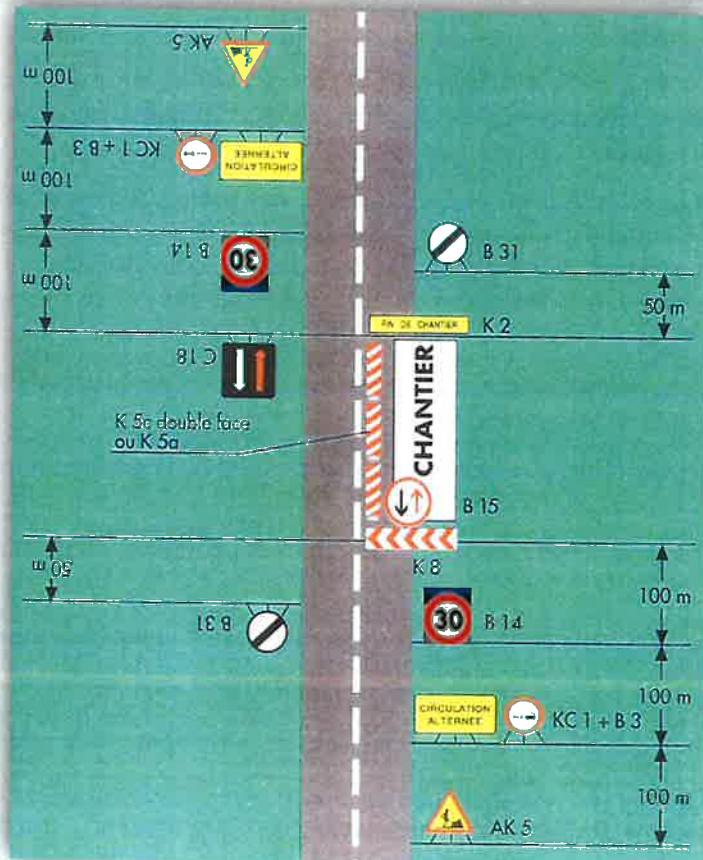 AK 5
100 m
KC 1 + B 3
CIRCULATION
ALTERNÉE
100 m
B 14
30
100 m
B 31
50 m
FIN DE CHANTIER
K 2
C 18
K 5c double face
ou K 5a
CHANTIER
B 15
50 m
K 8
B 31
30
B 14
100 m
CIRCULATION
ALTERNÉE
KC 1 + B 3
100 m
AK 5
100 m